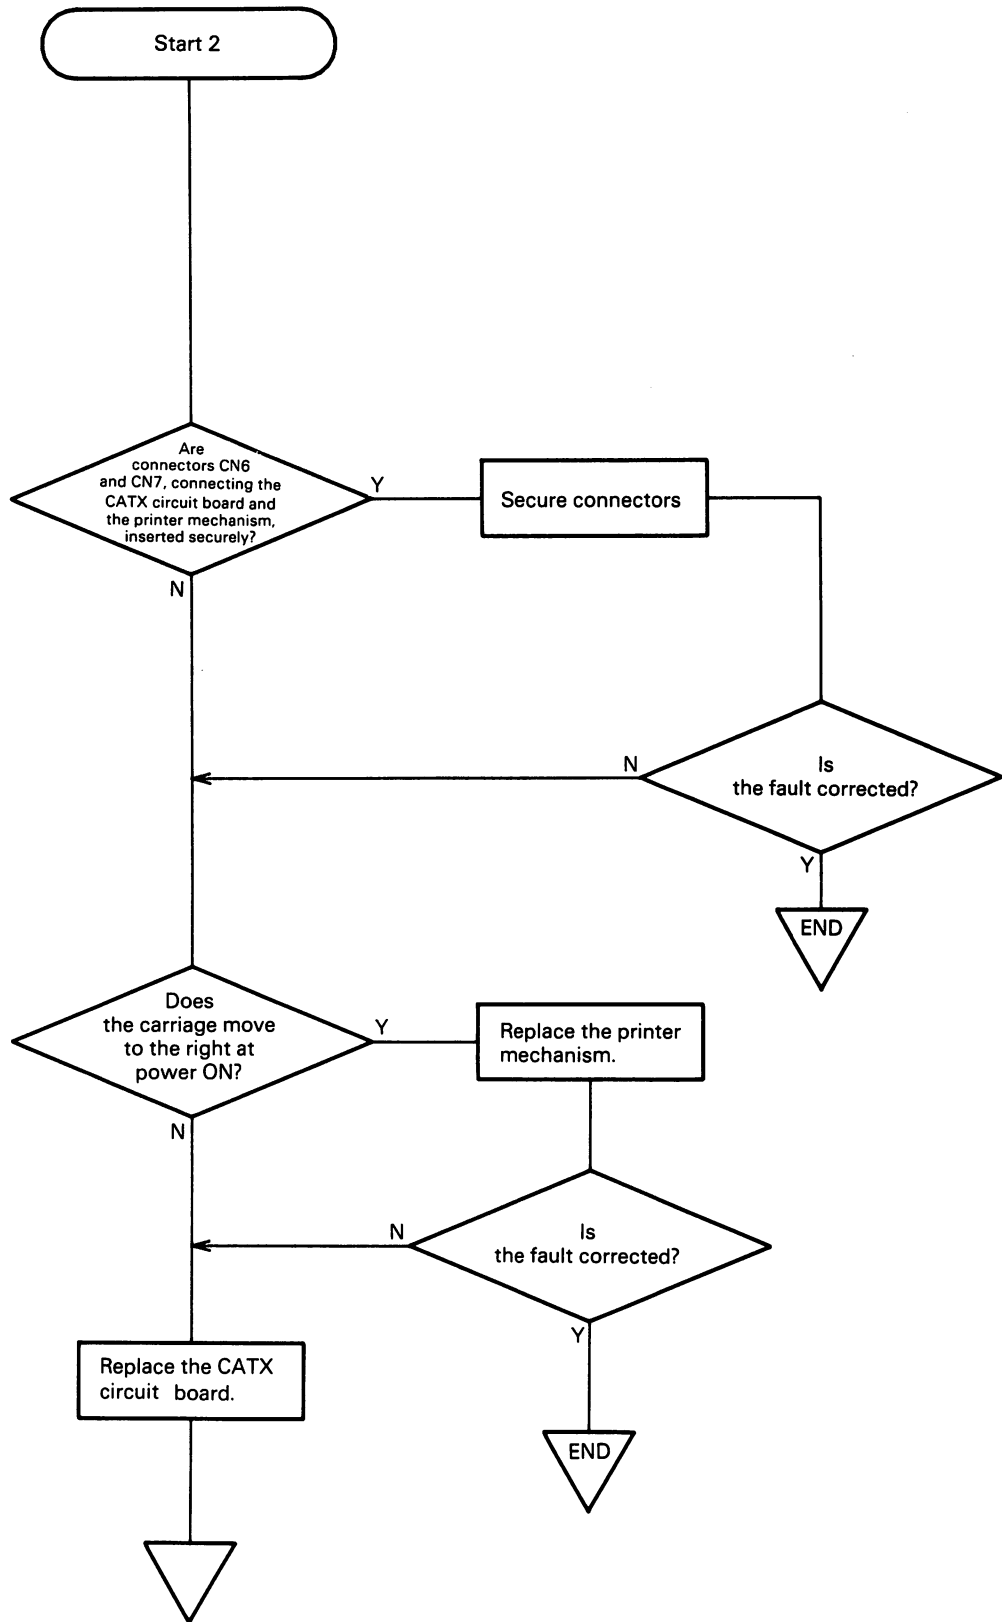 Start 2
Are
connectors CN6
and CN7, connecting the
CATX circuit board and
the printer mechanism,
inserted securely?
Y
Secure connectors
N
Is
the fault corrected?
N
Y
END
Does
the carriage move
to the right at
power ON?
Y
Replace the printer
mechanism.
N
Is
the fault corrected?
N
Y
END
Replace the CATX
circuit board.